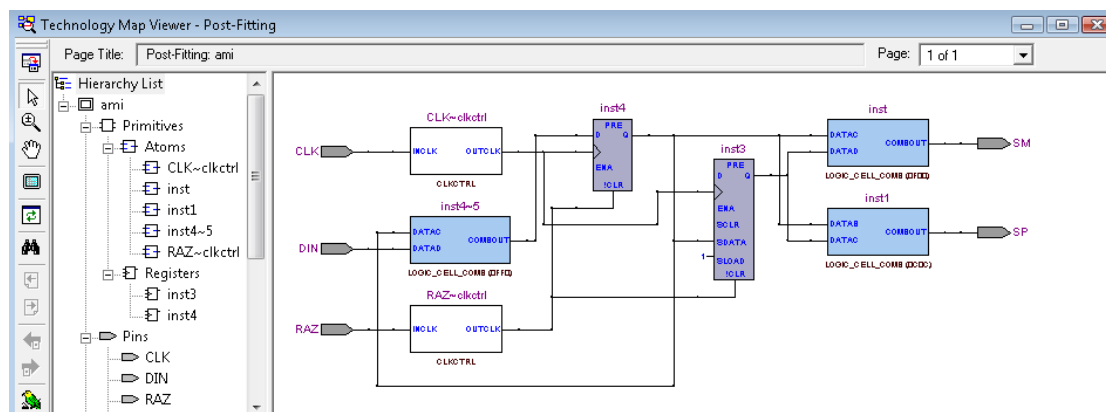 Technology Map Viewer - Post-Fitting
Page Title: Post-Fitting: ami
Page: 1 of 1
Hierarchy List
ami
Primitives
Atoms
CLK~clkctrl
inst
inst1
inst4~5
RAZ~clkctrl
Registers
inst3
inst4
Pins
CLK
DIN
RAZ
CLK
CLK~clkctrl
INCLK OUTCLK
CLKCTRL
DIN
inst4~5
DATAC
DATAD
COMBOUT
LOGIC_CELL_COMB
RAZ
RAZ~clkctrl
INCLK OUTCLK
CLKCTRL
inst4
PRE
D Q
ENA
!CLR
inst3
PRE
D Q
ENA
SCLR
SDATA
1 SLOAD
!CLR
inst
DATAC
DATAD
COMBOUT
LOGIC_CELL_COMB
SM
inst1
DATAB
DATAC
COMBOUT
LOGIC_CELL_COMB
SP